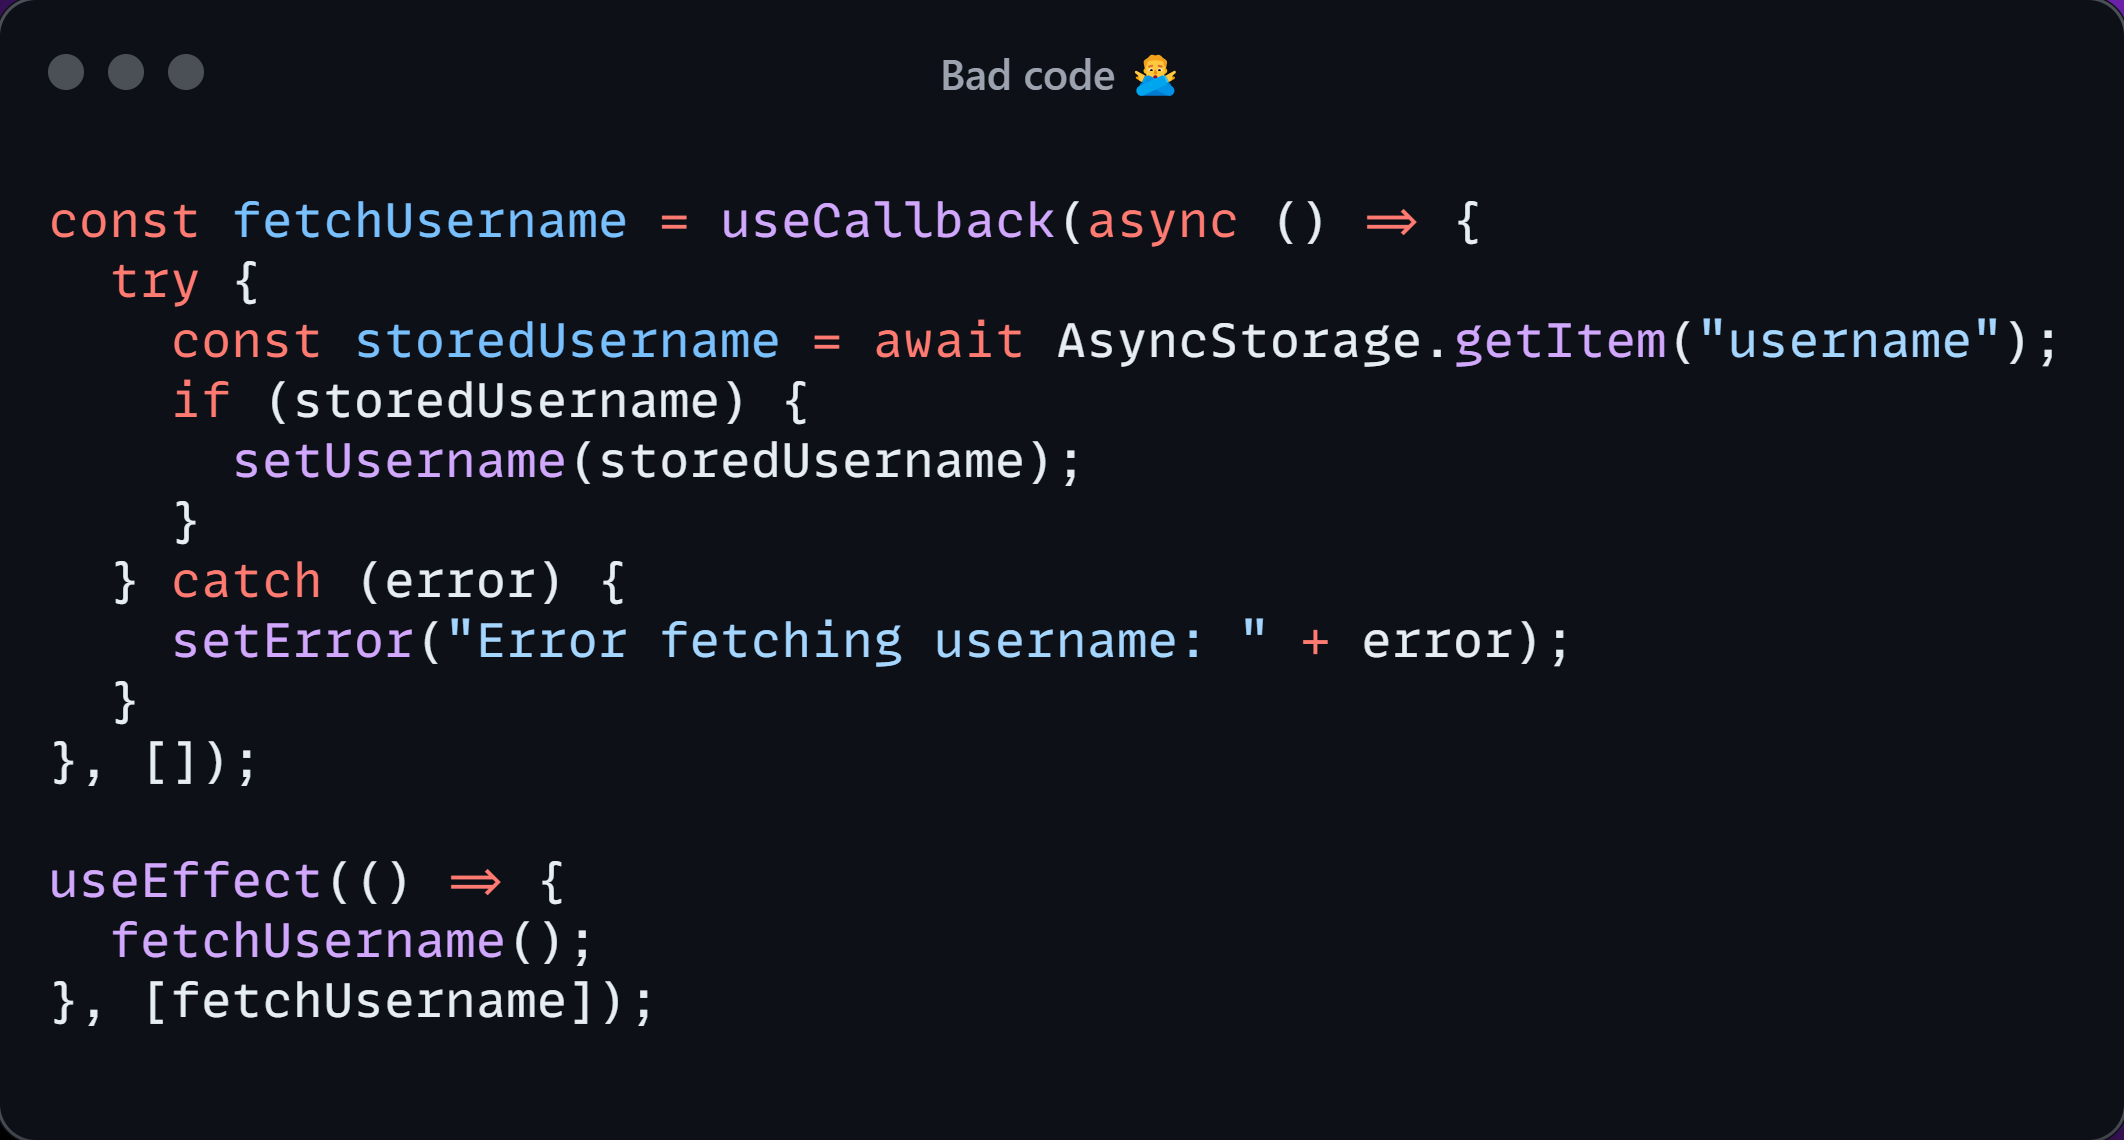 Bad code 🙅
const fetchUsername = useCallback(async () => {
  try {
    const storedUsername = await AsyncStorage.getItem("username");
    if (storedUsername) {
      setUsername(storedUsername);
    }
  } catch (error) {
    setError("Error fetching username: " + error);
  }
}, []);

useEffect(() => {
  fetchUsername();
}, [fetchUsername]);